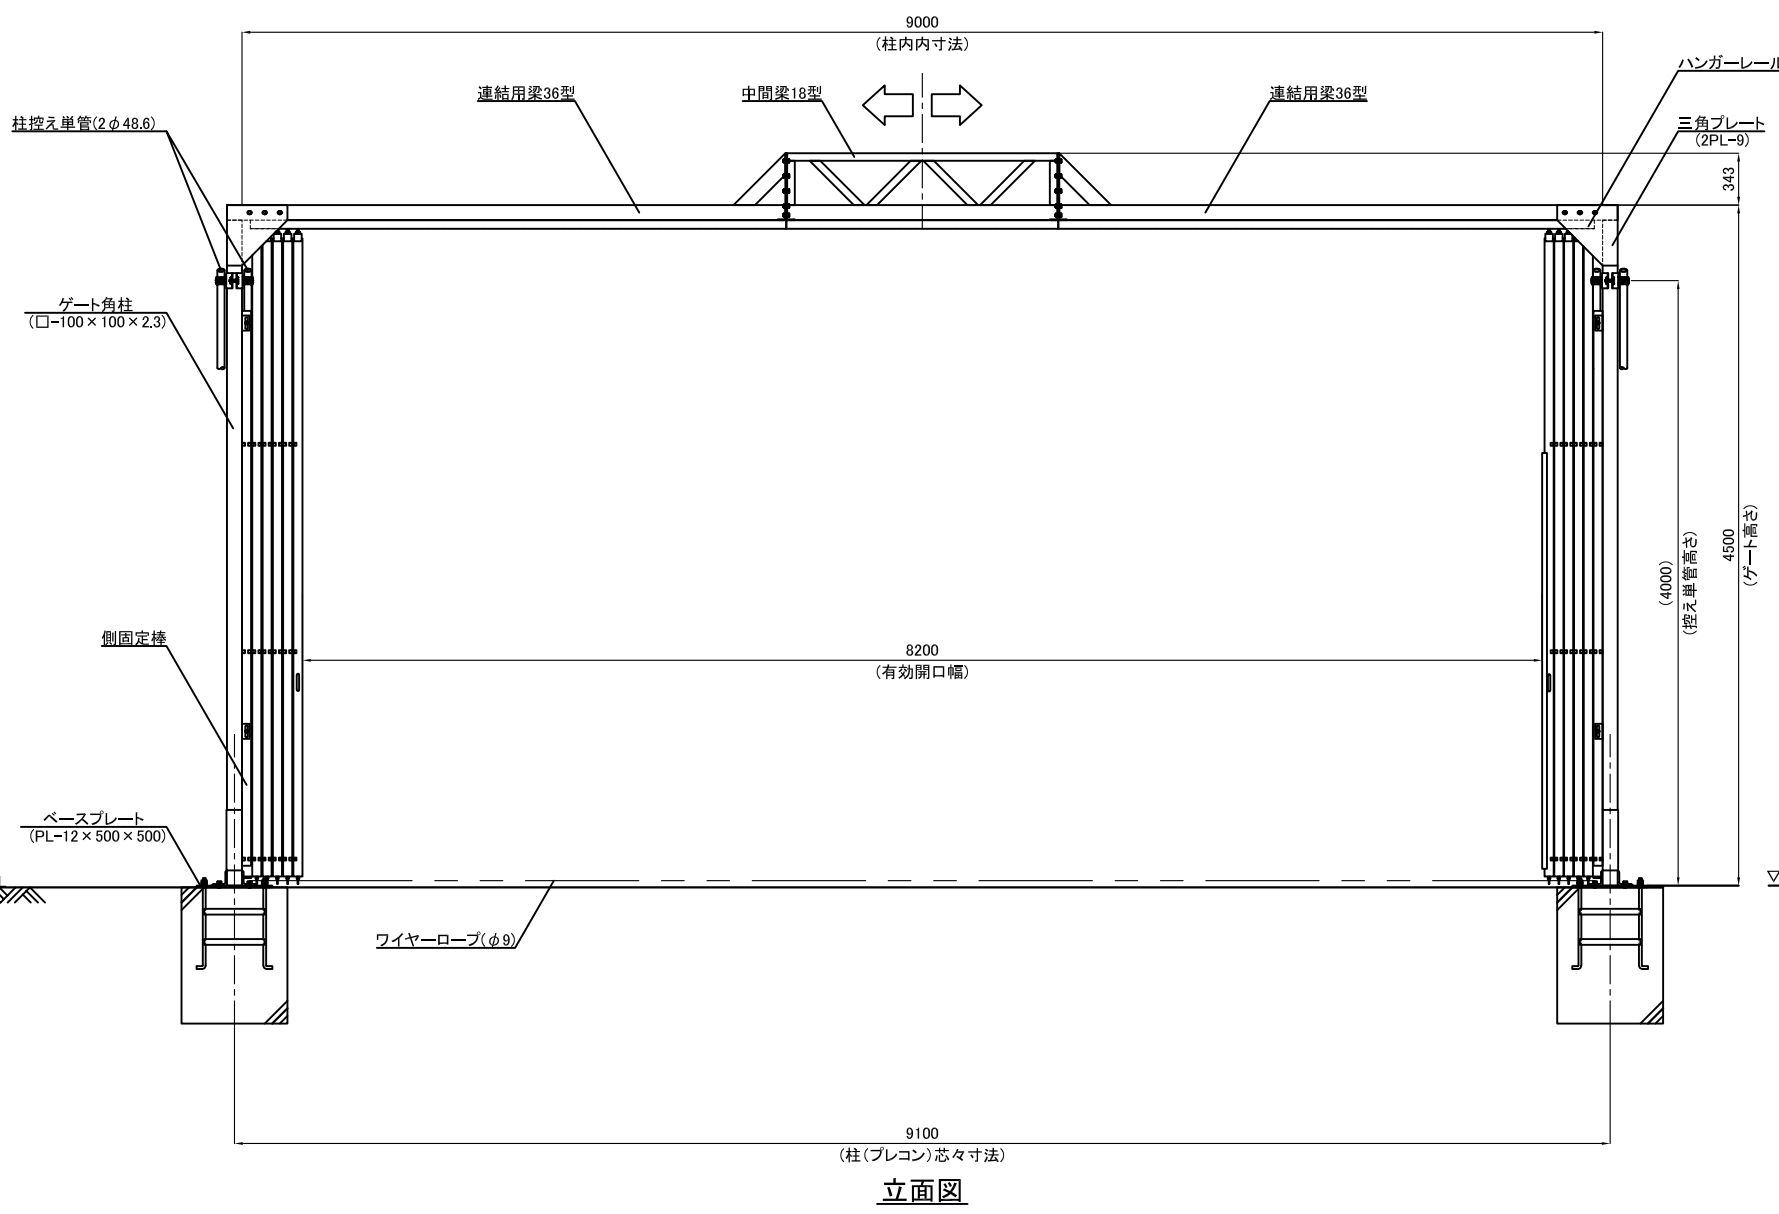 9000
(柱内内寸法)
ハンガーレール
連結用梁36型
中間梁18型
連結用梁36型
柱控え単管(2φ48.6)
三角プレート
(2PL-9)
343
ゲート角柱
(□-100×100×2.3)
4500
(ゲート高さ)
(4000)
(控え単管高さ)
側固定棒
8200
(有効開口幅)
ベースプレート
(PL-12×500×500)
▽
ワイヤーロープ(φ9)
9100
(柱(プレコン)芯々寸法)
立面図